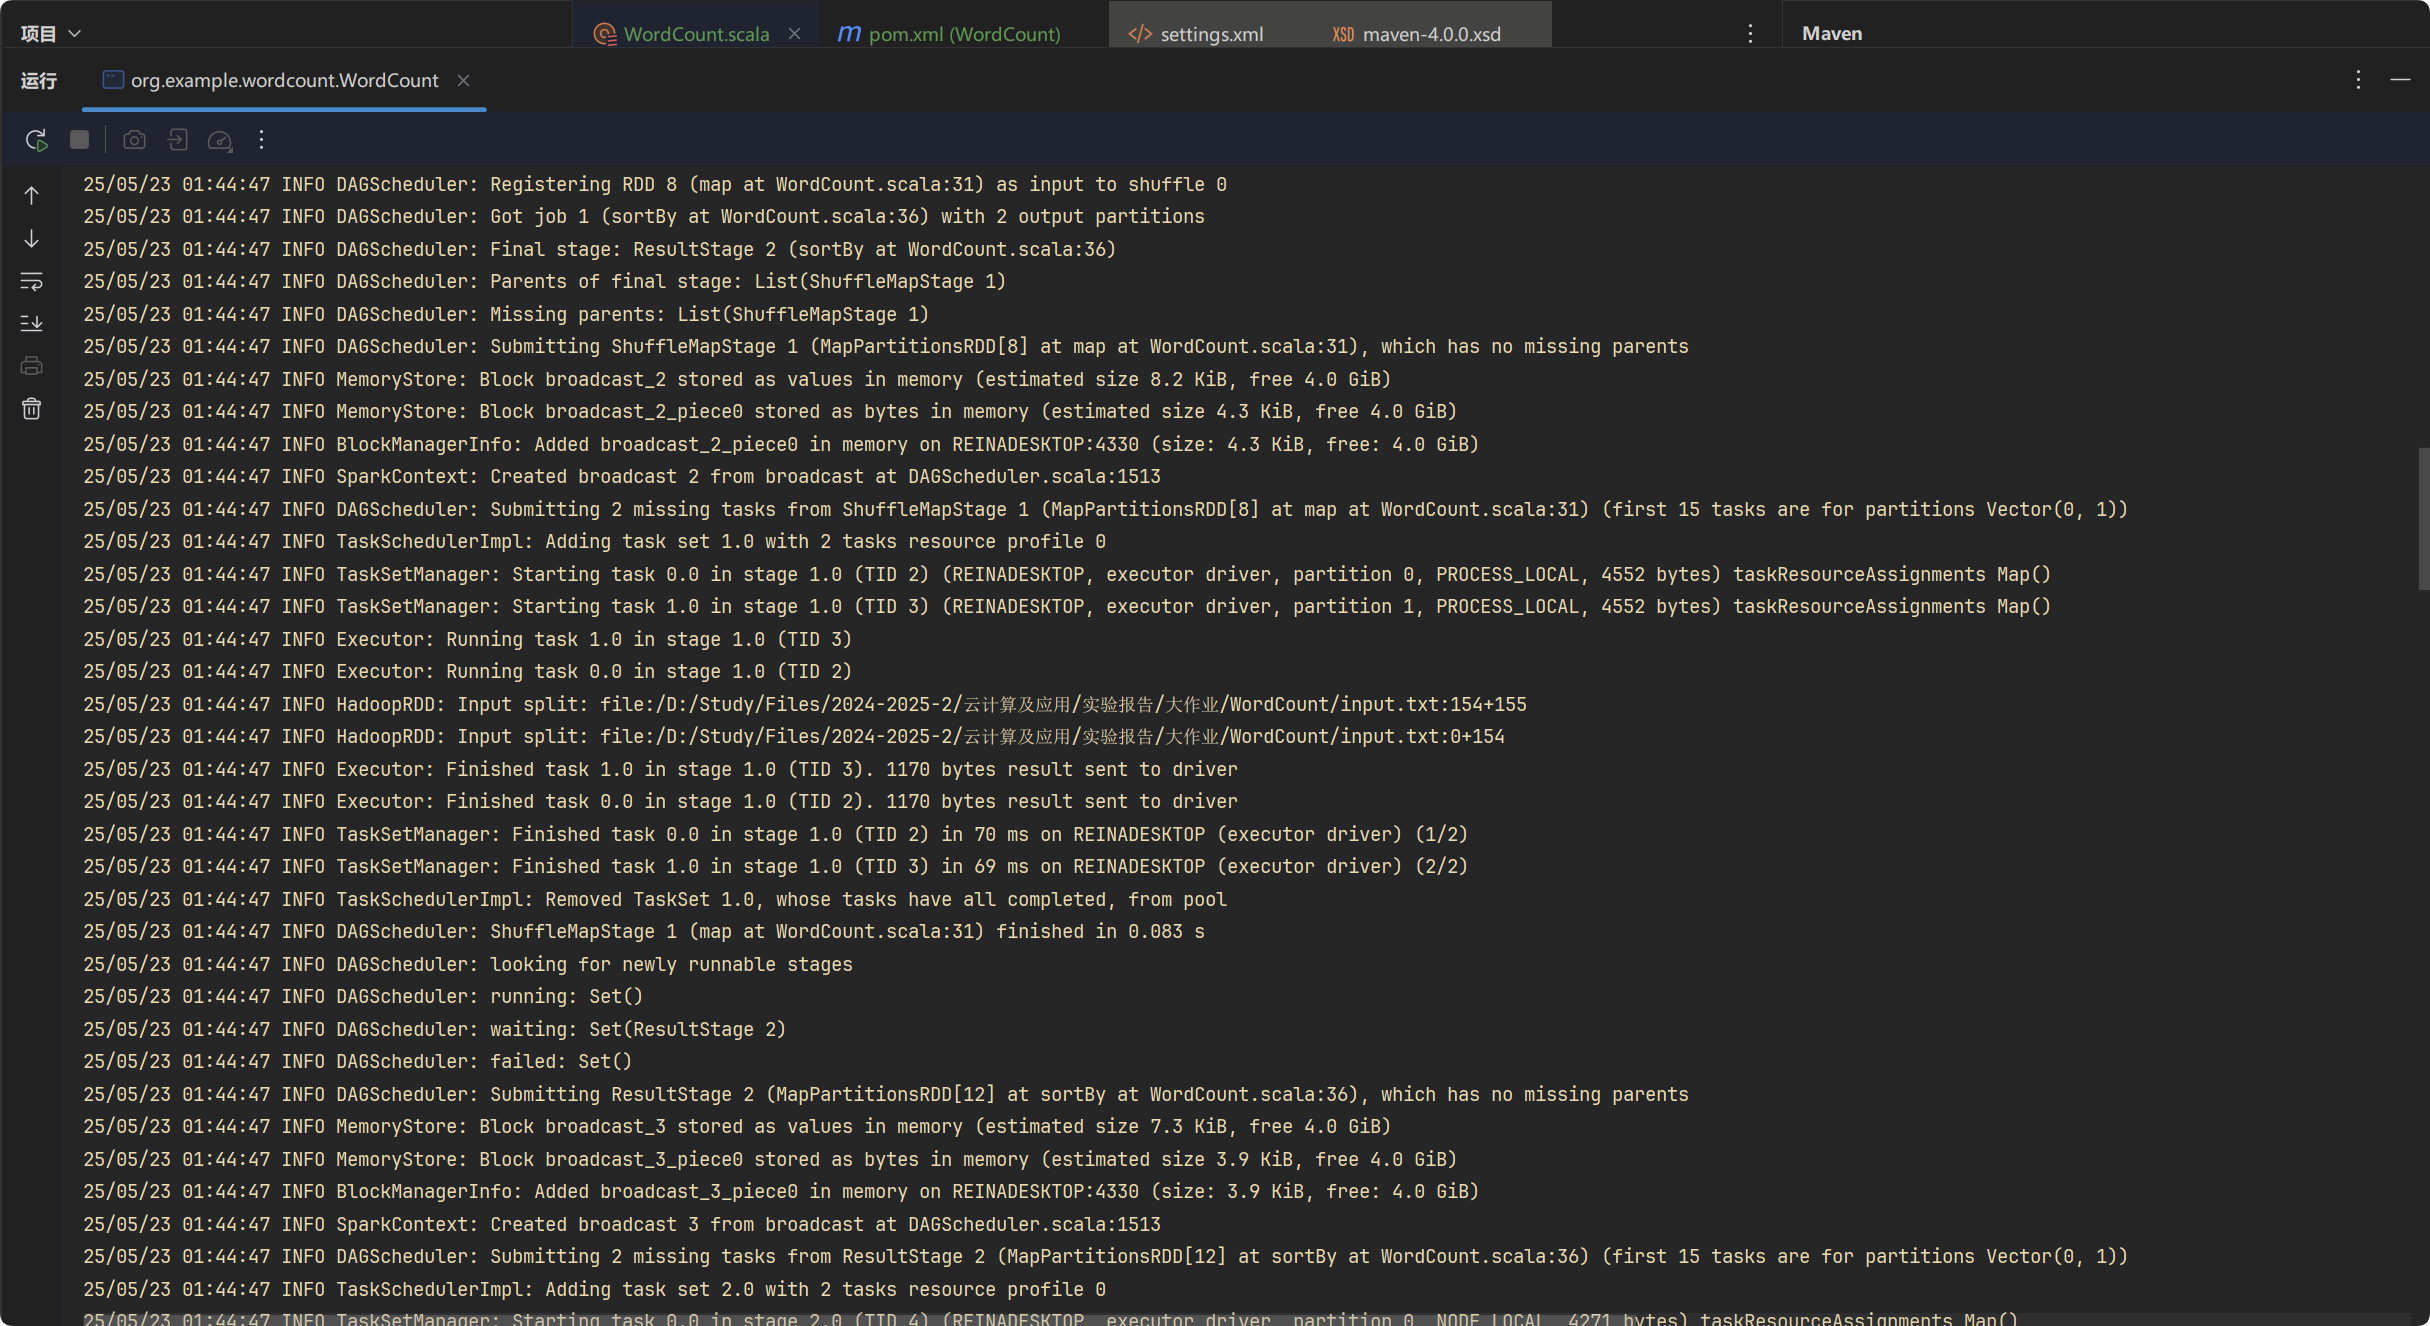 项目
WordCount.scala
pom.xml (WordCount)
settings.xml
maven-4.0.0.xsd
Maven
运行
org.example.wordcount.WordCount
25/05/23 01:44:47 INFO DAGScheduler: Registering RDD 8 (map at WordCount.scala:31) as input to shuffle 0
25/05/23 01:44:47 INFO DAGScheduler: Got job 1 (sortBy at WordCount.scala:36) with 2 output partitions
25/05/23 01:44:47 INFO DAGScheduler: Final stage: ResultStage 2 (sortBy at WordCount.scala:36)
25/05/23 01:44:47 INFO DAGScheduler: Parents of final stage: List(ShuffleMapStage 1)
25/05/23 01:44:47 INFO DAGScheduler: Missing parents: List(ShuffleMapStage 1)
25/05/23 01:44:47 INFO DAGScheduler: Submitting ShuffleMapStage 1 (MapPartitionsRDD[8] at map at WordCount.scala:31), which has no missing parents
25/05/23 01:44:47 INFO MemoryStore: Block broadcast_2 stored as values in memory (estimated size 8.2 KiB, free 4.0 GiB)
25/05/23 01:44:47 INFO MemoryStore: Block broadcast_2_piece0 stored as bytes in memory (estimated size 4.3 KiB, free 4.0 GiB)
25/05/23 01:44:47 INFO BlockManagerInfo: Added broadcast_2_piece0 in memory on REINADESKTOP:4330 (size: 4.3 KiB, free: 4.0 GiB)
25/05/23 01:44:47 INFO SparkContext: Created broadcast 2 from broadcast at DAGScheduler.scala:1513
25/05/23 01:44:47 INFO DAGScheduler: Submitting 2 missing tasks from ShuffleMapStage 1 (MapPartitionsRDD[8] at map at WordCount.scala:31) (first 15 tasks are for partitions Vector(0, 1))
25/05/23 01:44:47 INFO TaskSchedulerImpl: Adding task set 1.0 with 2 tasks resource profile 0
25/05/23 01:44:47 INFO TaskSetManager: Starting task 0.0 in stage 1.0 (TID 2) (REINADESKTOP, executor driver, partition 0, PROCESS_LOCAL, 4552 bytes) taskResourceAssignments Map()
25/05/23 01:44:47 INFO TaskSetManager: Starting task 1.0 in stage 1.0 (TID 3) (REINADESKTOP, executor driver, partition 1, PROCESS_LOCAL, 4552 bytes) taskResourceAssignments Map()
25/05/23 01:44:47 INFO Executor: Running task 1.0 in stage 1.0 (TID 3)
25/05/23 01:44:47 INFO Executor: Running task 0.0 in stage 1.0 (TID 2)
25/05/23 01:44:47 INFO HadoopRDD: Input split: file:/D:/Study/Files/2024-2025-2/云计算及应用/实验报告/大作业/WordCount/input.txt:154+155
25/05/23 01:44:47 INFO HadoopRDD: Input split: file:/D:/Study/Files/2024-2025-2/云计算及应用/实验报告/大作业/WordCount/input.txt:0+154
25/05/23 01:44:47 INFO Executor: Finished task 1.0 in stage 1.0 (TID 3). 1170 bytes result sent to driver
25/05/23 01:44:47 INFO Executor: Finished task 0.0 in stage 1.0 (TID 2). 1170 bytes result sent to driver
25/05/23 01:44:47 INFO TaskSetManager: Finished task 0.0 in stage 1.0 (TID 2) in 70 ms on REINADESKTOP (executor driver) (1/2)
25/05/23 01:44:47 INFO TaskSetManager: Finished task 1.0 in stage 1.0 (TID 3) in 69 ms on REINADESKTOP (executor driver) (2/2)
25/05/23 01:44:47 INFO TaskSchedulerImpl: Removed TaskSet 1.0, whose tasks have all completed, from pool
25/05/23 01:44:47 INFO DAGScheduler: ShuffleMapStage 1 (map at WordCount.scala:31) finished in 0.083 s
25/05/23 01:44:47 INFO DAGScheduler: looking for newly runnable stages
25/05/23 01:44:47 INFO DAGScheduler: running: Set()
25/05/23 01:44:47 INFO DAGScheduler: waiting: Set(ResultStage 2)
25/05/23 01:44:47 INFO DAGScheduler: failed: Set()
25/05/23 01:44:47 INFO DAGScheduler: Submitting ResultStage 2 (MapPartitionsRDD[12] at sortBy at WordCount.scala:36), which has no missing parents
25/05/23 01:44:47 INFO MemoryStore: Block broadcast_3 stored as values in memory (estimated size 7.3 KiB, free 4.0 GiB)
25/05/23 01:44:47 INFO MemoryStore: Block broadcast_3_piece0 stored as bytes in memory (estimated size 3.9 KiB, free 4.0 GiB)
25/05/23 01:44:47 INFO BlockManagerInfo: Added broadcast_3_piece0 in memory on REINADESKTOP:4330 (size: 3.9 KiB, free: 4.0 GiB)
25/05/23 01:44:47 INFO SparkContext: Created broadcast 3 from broadcast at DAGScheduler.scala:1513
25/05/23 01:44:47 INFO DAGScheduler: Submitting 2 missing tasks from ResultStage 2 (MapPartitionsRDD[12] at sortBy at WordCount.scala:36) (first 15 tasks are for partitions Vector(0, 1))
25/05/23 01:44:47 INFO TaskSchedulerImpl: Adding task set 2.0 with 2 tasks resource profile 0
25/05/23 01:44:47 INFO TaskSetManager: Starting task 0.0 in stage 2.0 (TID 4) (REINADESKTOP, executor driver, partition 0, NODE_LOCAL, 4271 bytes) taskResourceAssignments Map()